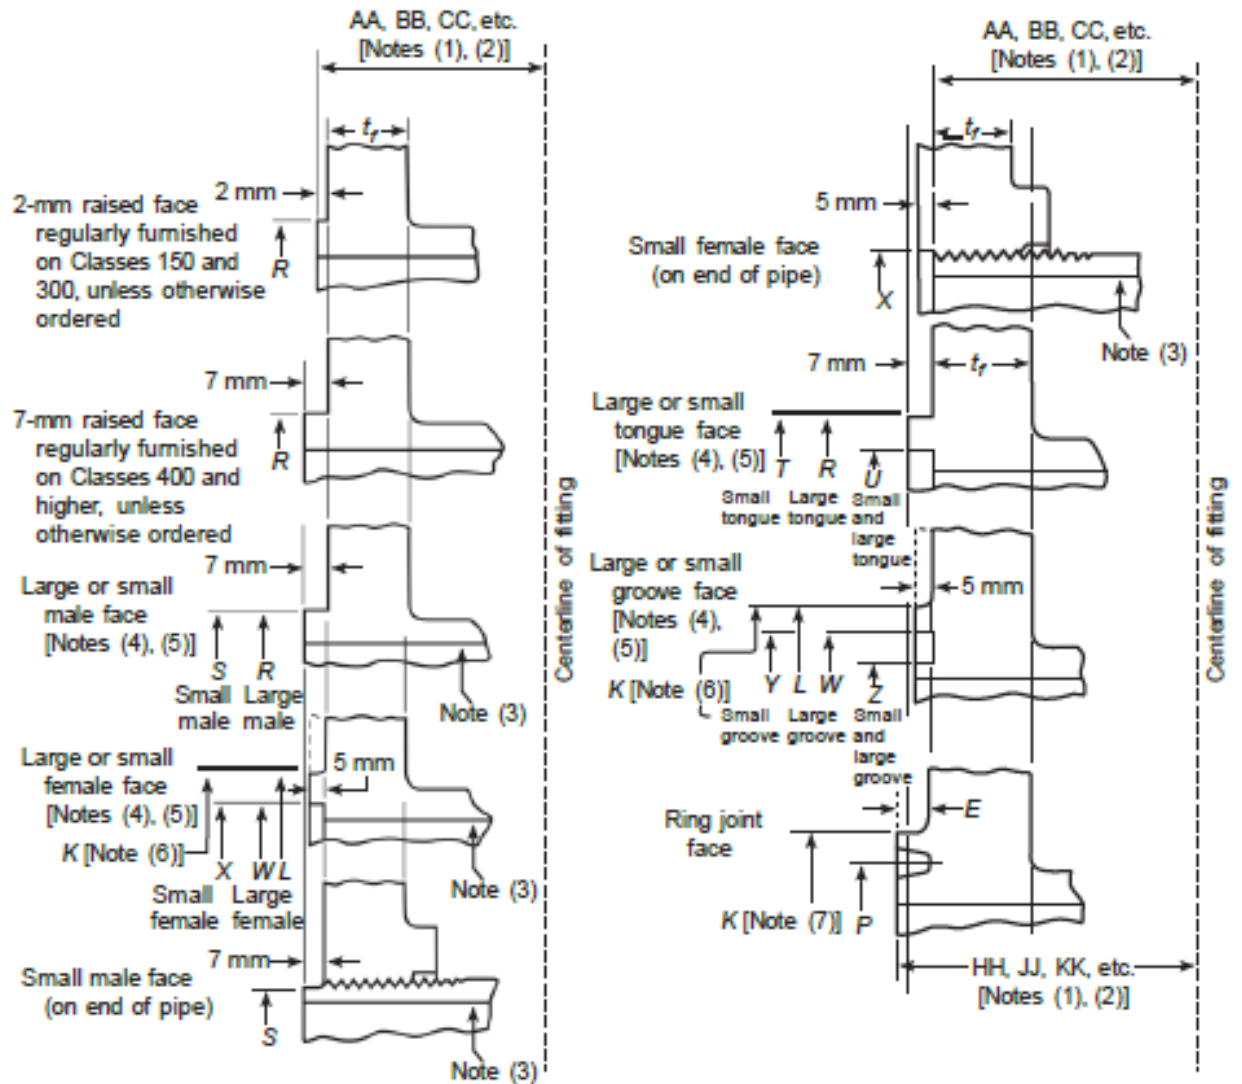 AA, BB, CC, etc.
[Notes (1), (2)]
t_f
2 mm
2-mm raised face
regularly furnished
on Classes 150 and
300, unless otherwise
ordered
R
7 mm
7-mm raised face
regularly furnished
on Classes 400 and
higher, unless
otherwise ordered
R
7 mm
Large or small
male face
[Notes (4), (5)]
S R
Small Large
male male
Note (3)
Large or small
female face
[Notes (4), (5)]
5 mm
K [Note (6)]
X W L
Small Large
female female
Note (3)
7 mm
Small male face
(on end of pipe)
S
Note (3)
Centerline of fitting
AA, BB, CC, etc.
[Notes (1), (2)]
t_f
5 mm
Small female face
(on end of pipe)
X
Note (3)
7 mm
t_f
Large or small
tongue face
[Notes (4), (5)]
T R U
Small Large Small
tongue tongue and
large
tongue
Large or small
groove face
[Notes (4),
(5)]
5 mm
K [Note (6)]
Y L W Z
Small Large Small
groove groove and
large
groove
Ring joint
face
E
K [Note (7)]
P
HH, JJ, KK, etc.
[Notes (1), (2)]
Centerline of fitting